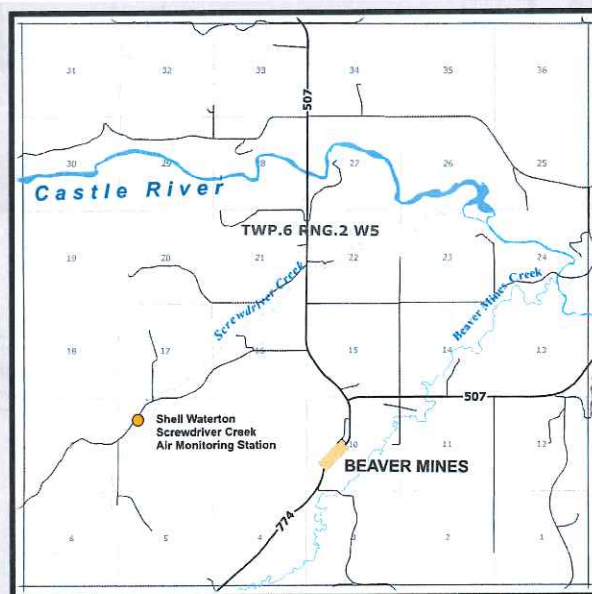 31 32 33 34 35 36
507
30 29 28 27 26 25
Castle River
TWP.6 RNG.2 W5
19 20 21 22 23 24
Screwdriver Creek
Beaver Mines Creek
18 17 16 15 14 13
507
Shell Waterton
Screwdriver Creek
Air Monitoring Station
10 11 12
BEAVER MINES
774
6 5 4 3 2 1